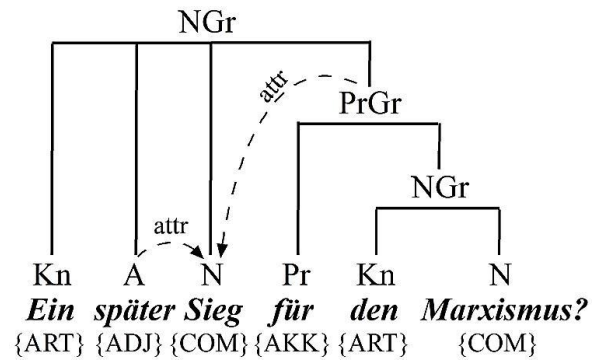 NGr
attr
PrGr
NGr
attr
Kn A N Pr Kn N
Ein später Sieg für den Marxismus?
{ART} {ADJ} {COM} {AKK} {ART} {COM}